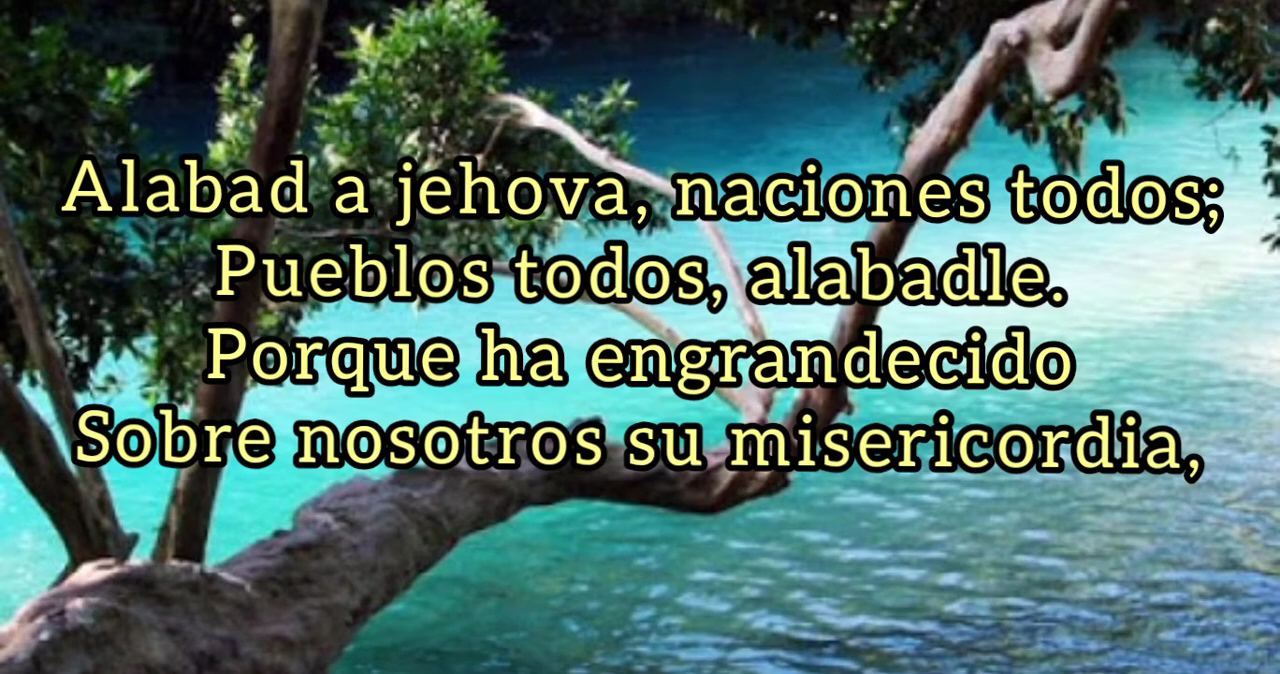 Alabad a jehova, naciones todos;
Pueblos todos, alabadle.
Porque ha engrandecido
Sobre nosotros su misericordia,